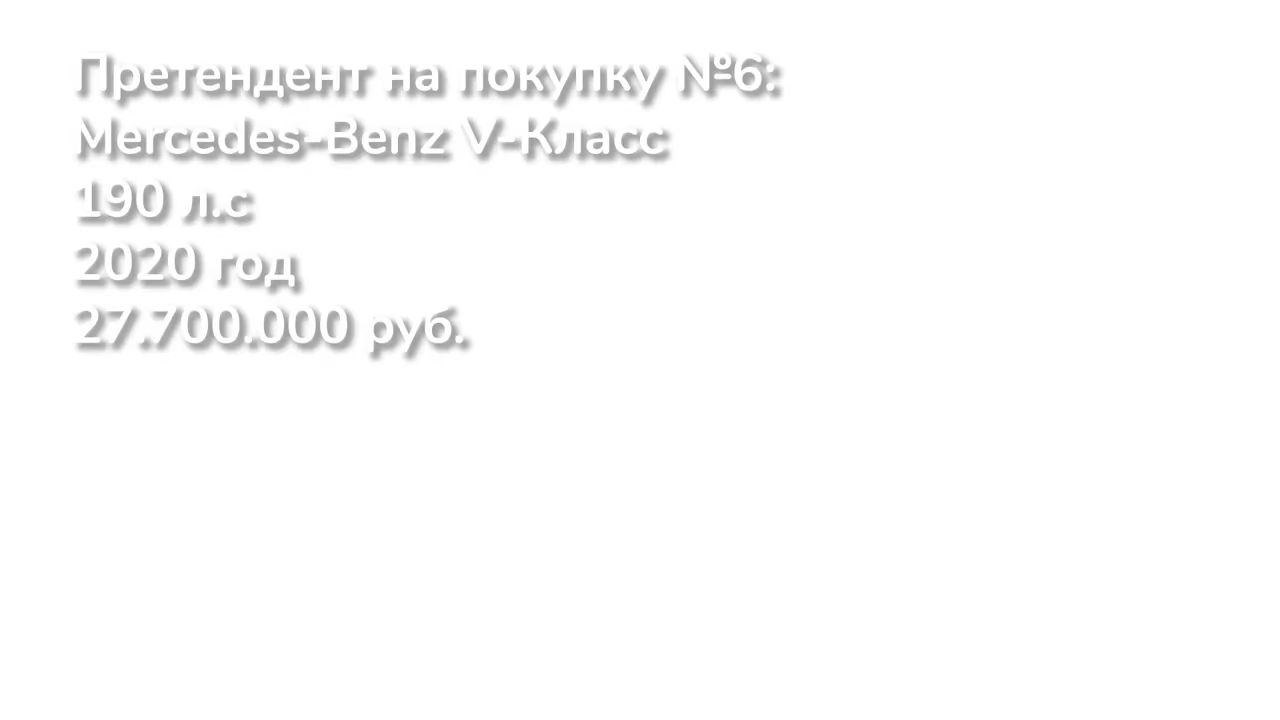 Претендент на покупку №6:
Mercedes-Benz V-Класс
190 л.с
2020 год
27.700.000 руб.